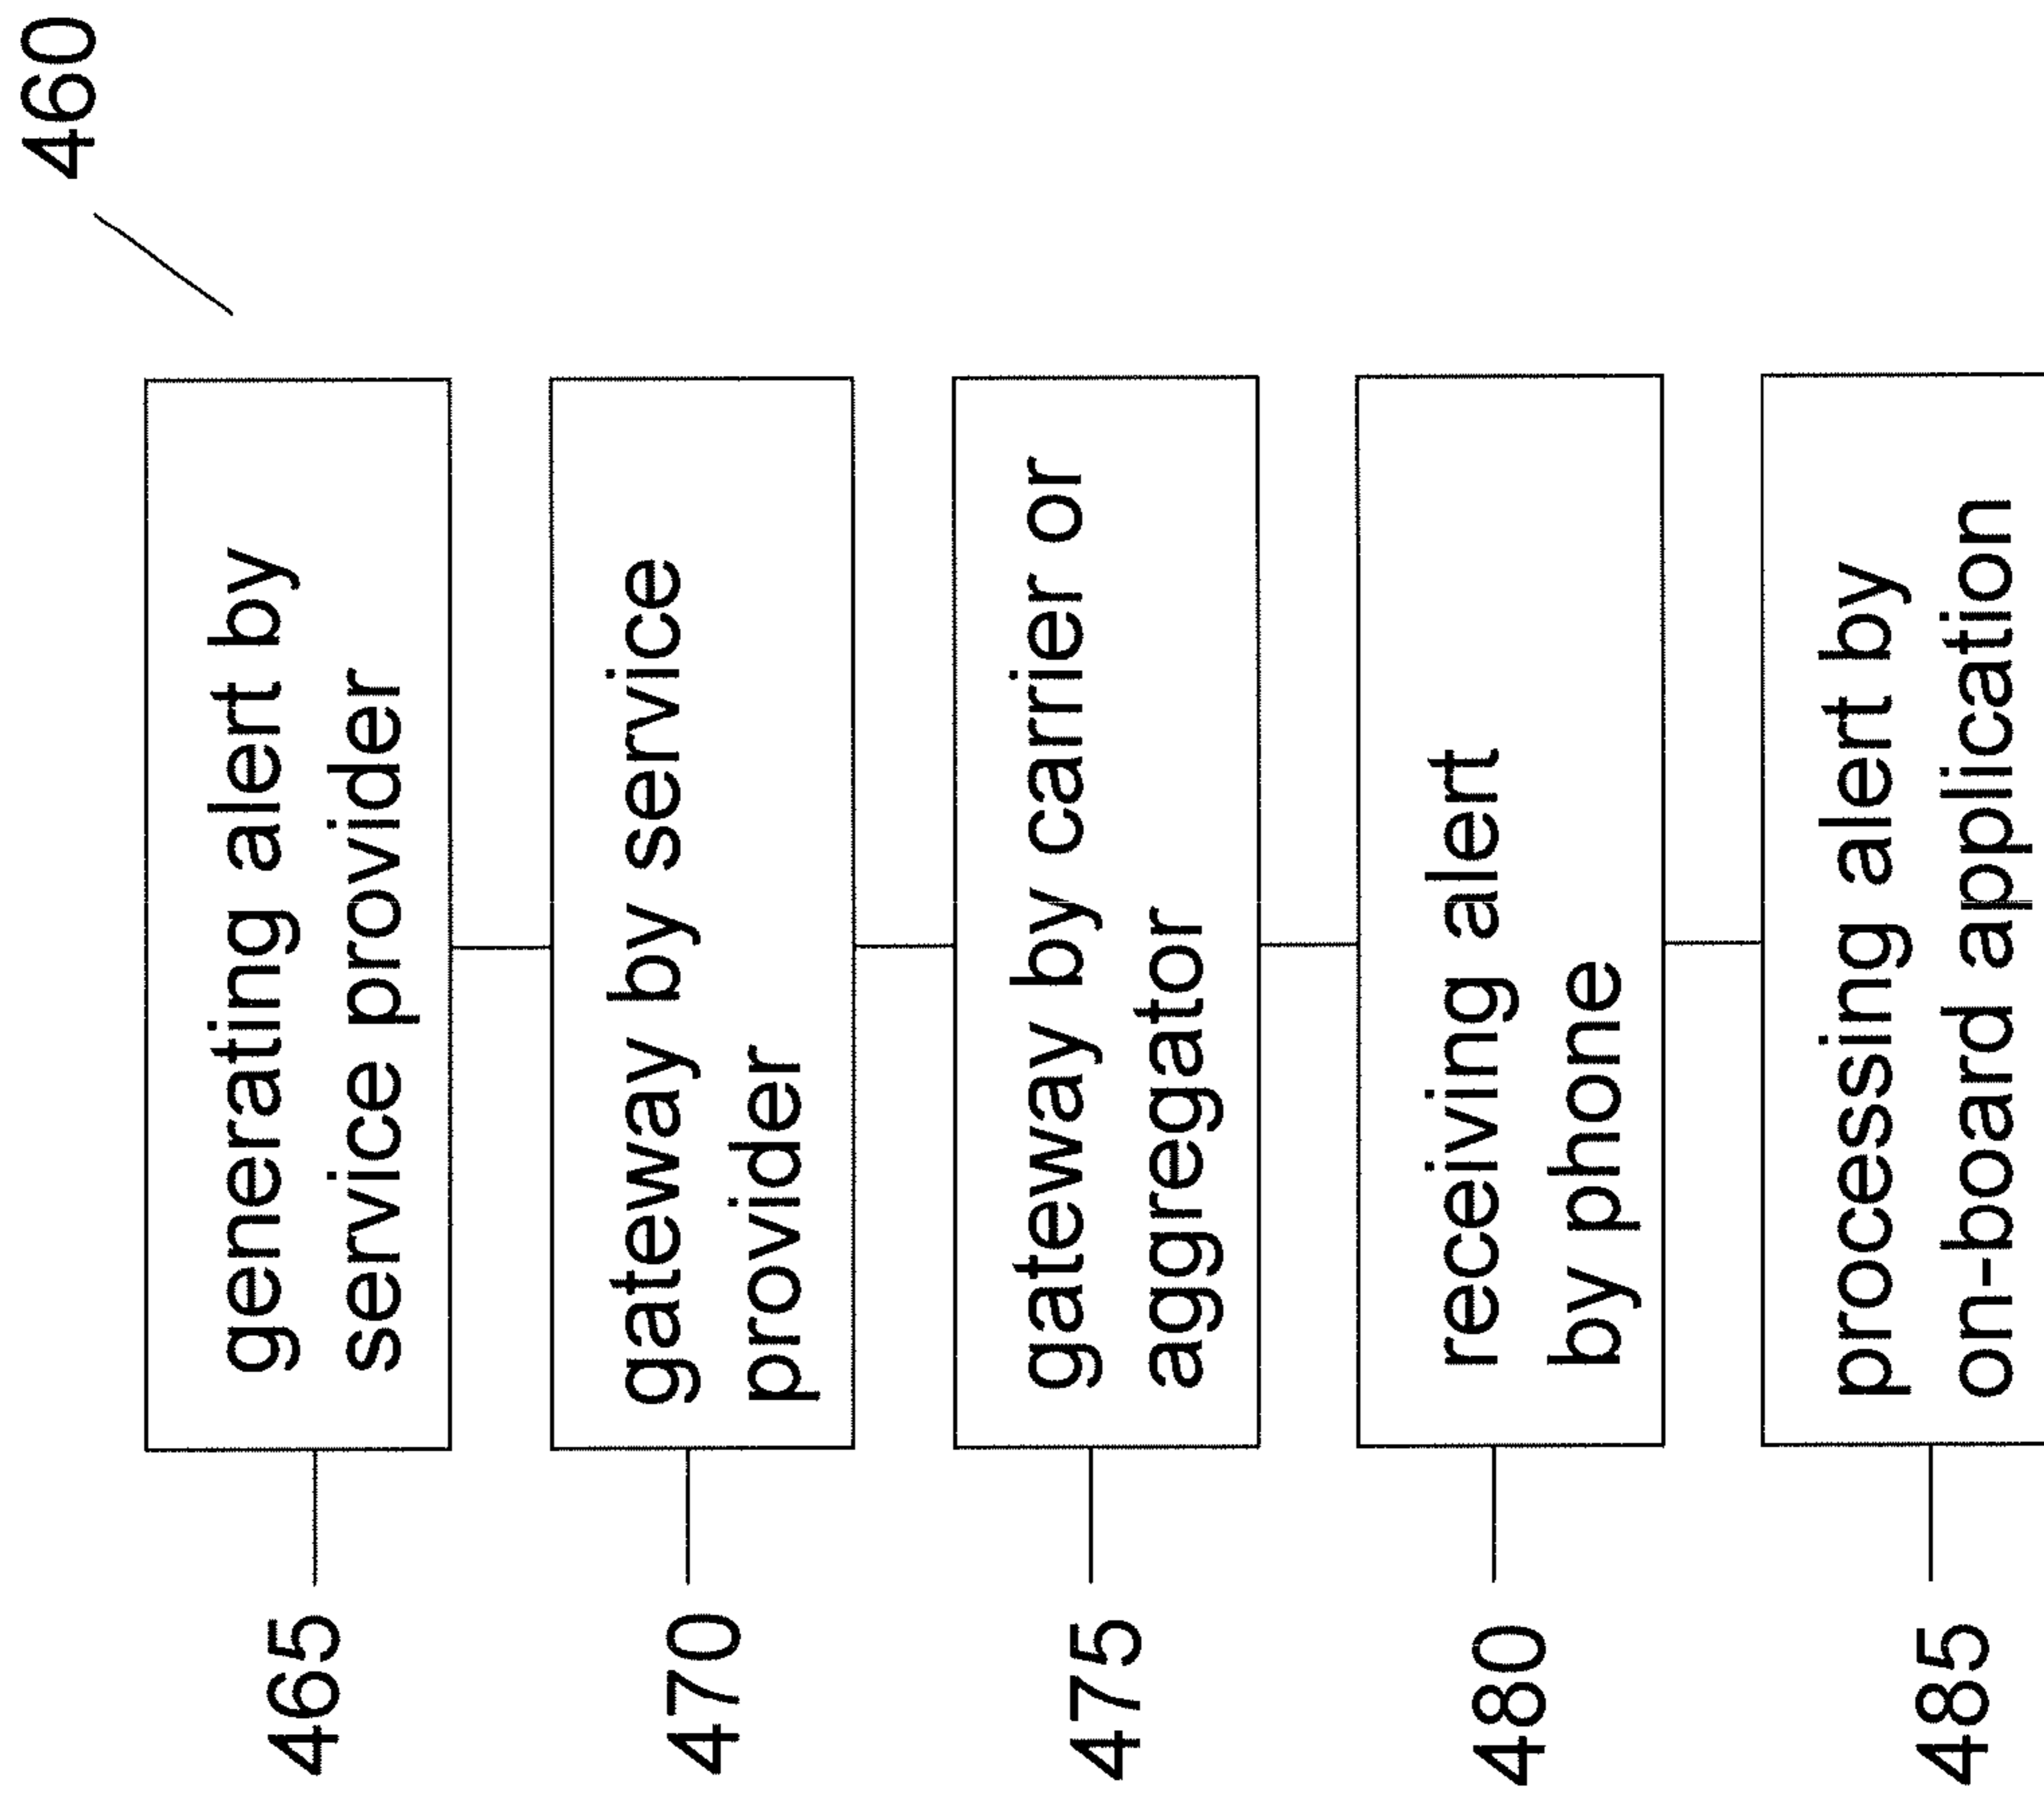 460
465
generating alert by
service provider
470
gateway by service
provider
475
gateway by carrier or
aggregator
480
receiving alert
by phone
485
processing alert by
on-board application